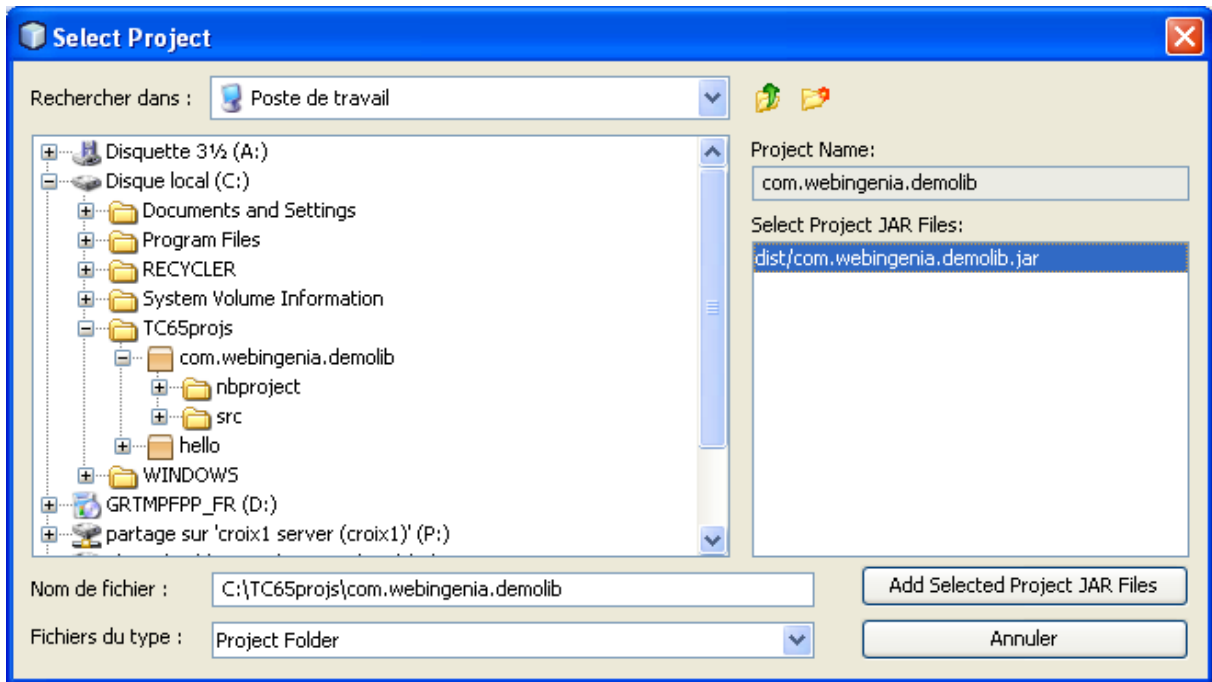 Select Project
Rechercher dans :
Poste de travail
Disquette 3½ (A:)
Disque local (C:)
Documents and Settings
Program Files
RECYCLER
System Volume Information
TC65projs
com.webingenia.demolib
nbproject
src
hello
WINDOWS
GRTMPFPP_FR (D:)
partage sur 'croix1 server (croix1)' (P:)
Project Name:
com.webingenia.demolib
Select Project JAR Files:
dist/com.webingenia.demolib.jar
Nom de fichier :
C:\TC65projs\com.webingenia.demolib
Add Selected Project JAR Files
Fichiers du type :
Project Folder
Annuler